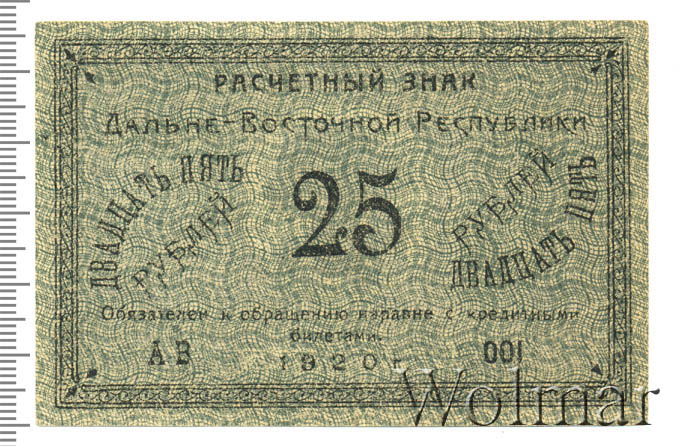 РАСЧЕТНЫЙ ЗНАК
ДАЛЬНЕ-ВОСТОЧНОЙ РЕСПУБЛИКИ
ДВАДЦАТЬ ПЯТЬ
РУБЛЕЙ
25
РУБЛЕЙ
ДВАДЦАТЬ ПЯТЬ
Обязателен к обращению наравне с кредитными
билетами.
АВ
1920 г.
001
Wolmar